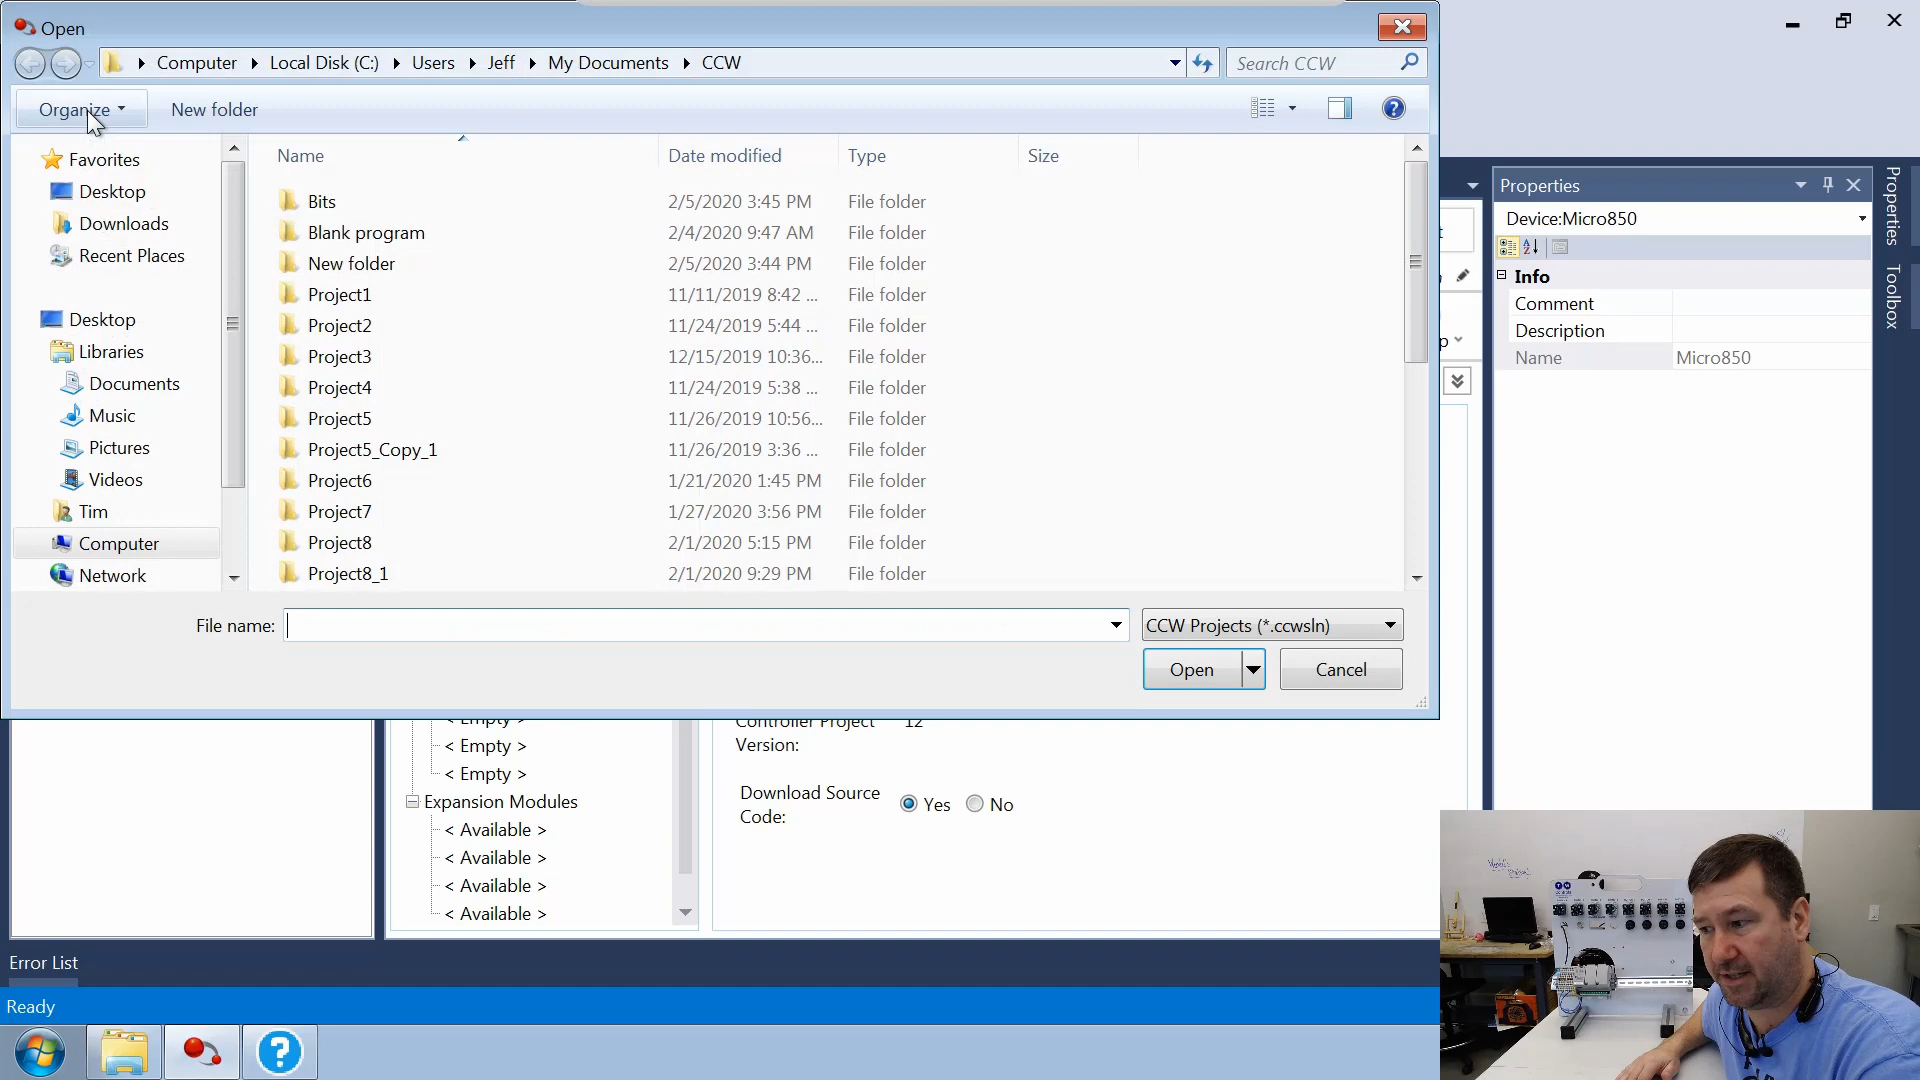 Open
Computer Local Disk (C:) Users Jeff My Documents CCW
Search CCW
Organize New folder
Name Date modified Type Size
Favorites
Desktop
Downloads
Recent Places
Desktop
Libraries
Documents
Music
Pictures
Videos
Tim
Computer
Network
Bits 2/5/2020 3:45 PM File folder
Blank program 2/4/2020 9:47 AM File folder
New folder 2/5/2020 3:44 PM File folder
Project1 11/11/2019 8:42 ... File folder
Project2 11/24/2019 5:44 ... File folder
Project3 12/15/2019 10:36... File folder
Project4 11/24/2019 5:38 ... File folder
Project5 11/26/2019 10:56... File folder
Project5_Copy_1 11/26/2019 3:36 ... File folder
Project6 1/21/2020 1:45 PM File folder
Project7 1/27/2020 3:56 PM File folder
Project8 2/1/2020 5:15 PM File folder
Project8_1 2/1/2020 9:29 PM File folder
File name:
CCW Projects (*.ccwsln)
Open Cancel
Properties
Device:Micro850
Info
Comment
Description
Name Micro850
Properties
Toolbox
< Empty >
< Empty >
< Empty >
Expansion Modules
< Available >
< Available >
< Available >
< Available >
Controller Project 12
Version:
Download Source
Code:
Yes No
Error List
Ready